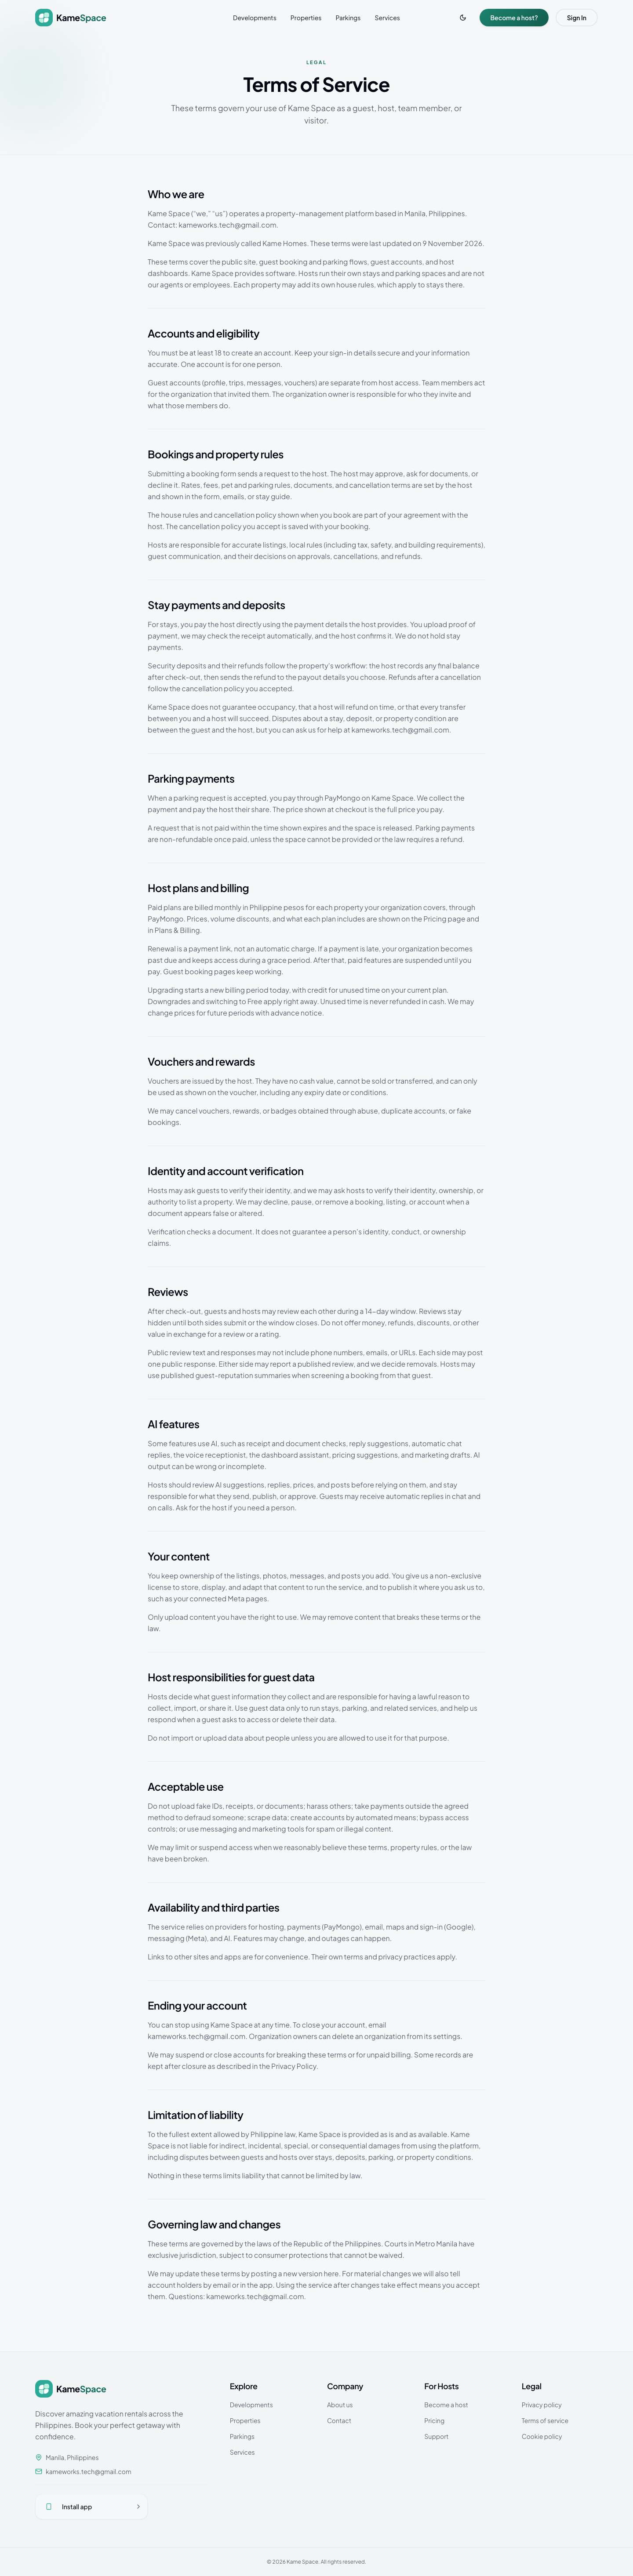 KameSpace
Developments Properties Parkings Services
Become a host? Sign In
LEGAL
Terms of Service
These terms govern your use of Kame Space as a guest, host, team member, or
visitor.
Who we are
Kame Space ("we," "us") operates a property-management platform based in Manila, Philippines.
Contact: kameworks.tech@gmail.com.
Kame Space was previously called Kame Homes. These terms were last updated on 9 November 2026.
These terms cover the public site, guest booking and parking flows, guest accounts, and host
dashboards. Kame Space provides software. Hosts run their own stays and parking spaces and are not
our agents or employees. Each property may add its own house rules, which apply to stays there.
Accounts and eligibility
You must be at least 18 to create an account. Keep your sign-in details secure and your information
accurate. One account is for one person.
Guest accounts (profile, trips, messages, vouchers) are separate from host access. Team members act
for the organization that invited them. The organization owner is responsible for who they invite and
what those members do.
Bookings and property rules
Submitting a booking form sends a request to the host. The host may approve, ask for documents, or
decline it. Rates, fees, pet and parking rules, documents, and cancellation terms are set by the host
and shown in the form, emails, or stay guide.
The house rules and cancellation policy shown when you book are part of your agreement with the
host. The cancellation policy you accept is saved with your booking.
Hosts are responsible for accurate listings, local rules (including tax, safety, and building requirements),
guest communication, and their decisions on approvals, cancellations, and refunds.
Stay payments and deposits
For stays, you pay the host directly using the payment details the host provides. You upload proof of
payment, we may check the receipt automatically, and the host confirms it. We do not hold stay
payments.
Security deposits and their refunds follow the property's workflow: the host records any final balance
after check-out, then sends the refund to the payout details you choose. Refunds after a cancellation
follow the cancellation policy you accepted.
Kame Space does not guarantee occupancy, that a host will refund on time, or that every transfer
between you and a host will succeed. Disputes about a stay, deposit, or property condition are
between the guest and the host, but you can ask us for help at kameworks.tech@gmail.com.
Parking payments
When a parking request is accepted, you pay through PayMongo on Kame Space. We collect the
payment and pay the host their share. The price shown at checkout is the full price you pay.
A request that is not paid within the time shown expires and the space is released. Parking payments
are non-refundable once paid, unless the space cannot be provided or the law requires a refund.
Host plans and billing
Paid plans are billed monthly in Philippine pesos for each property your organization covers, through
PayMongo. Prices, volume discounts, and what each plan includes are shown on the Pricing page and
in Plans & Billing.
Renewal is a payment link, not an automatic charge. If a payment is late, your organization becomes
past due and keeps access during a grace period. After that, paid features are suspended until you
pay. Guest booking pages keep working.
Upgrading starts a new billing period today, with credit for unused time on your current plan.
Downgrades and switching to Free apply right away. Unused time is never refunded in cash. We may
change prices for future periods with advance notice.
Vouchers and rewards
Vouchers are issued by the host. They have no cash value, cannot be sold or transferred, and can only
be used as shown on the voucher, including any expiry date or conditions.
We may cancel vouchers, rewards, or badges obtained through abuse, duplicate accounts, or fake
bookings.
Identity and account verification
Hosts may ask guests to verify their identity, and we may ask hosts to verify their identity, ownership, or
authority to list a property. We may decline, pause, or remove a booking, listing, or account when a
document appears false or altered.
Verification checks a document. It does not guarantee a person's identity, conduct, or ownership
claims.
Reviews
After check-out, guests and hosts may review each other during a 14-day window. Reviews stay
hidden until both sides submit or the window closes. Do not offer money, refunds, discounts, or other
value in exchange for a review or a rating.
Public review text and responses may not include phone numbers, emails, or URLs. Each side may post
one public response. Either side may report a published review, and we decide removals. Hosts may
use published guest-reputation summaries when screening a booking from that guest.
AI features
Some features use AI, such as receipt and document checks, reply suggestions, automatic chat
replies, the voice receptionist, the dashboard assistant, pricing suggestions, and marketing drafts. AI
output can be wrong or incomplete.
Hosts should review AI suggestions, replies, prices, and posts before relying on them, and stay
responsible for what they send, publish, or approve. Guests may receive automatic replies in chat and
on calls. Ask for the host if you need a person.
Your content
You keep ownership of the listings, photos, messages, and posts you add. You give us a non-exclusive
license to store, display, and adapt that content to run the service, and to publish it where you ask us to,
such as your connected Meta pages.
Only upload content you have the right to use. We may remove content that breaks these terms or the
law.
Host responsibilities for guest data
Hosts decide what guest information they collect and are responsible for having a lawful reason to
collect, import, or share it. Use guest data only to run stays, parking, and related services, and help us
respond when a guest asks to access or delete their data.
Do not import or upload data about people unless you are allowed to use it for that purpose.
Acceptable use
Do not upload fake IDs, receipts, or documents; harass others; take payments outside the agreed
method to defraud someone; scrape data; create accounts by automated means; bypass access
controls; or use messaging and marketing tools for spam or illegal content.
We may limit or suspend access when we reasonably believe these terms, property rules, or the law
have been broken.
Availability and third parties
The service relies on providers for hosting, payments (PayMongo), email, maps and sign-in (Google),
messaging (Meta), and AI. Features may change, and outages can happen.
Links to other sites and apps are for convenience. Their own terms and privacy practices apply.
Ending your account
You can stop using Kame Space at any time. To close your account, email
kameworks.tech@gmail.com. Organization owners can delete an organization from its settings.
We may suspend or close accounts for breaking these terms or for unpaid billing. Some records are
kept after closure as described in the Privacy Policy.
Limitation of liability
To the fullest extent allowed by Philippine law, Kame Space is provided as is and as available. Kame
Space is not liable for indirect, incidental, special, or consequential damages from using the platform,
including disputes between guests and hosts over stays, deposits, parking, or property conditions.
Nothing in these terms limits liability that cannot be limited by law.
Governing law and changes
These terms are governed by the laws of the Republic of the Philippines. Courts in Metro Manila have
exclusive jurisdiction, subject to consumer protections that cannot be waived.
We may update these terms by posting a new version here. For material changes we will also tell
account holders by email or in the app. Using the service after changes take effect means you accept
them. Questions: kameworks.tech@gmail.com.
KameSpace
Discover amazing vacation rentals across the
Philippines. Book your perfect getaway with
confidence.
Manila, Philippines
kameworks.tech@gmail.com
Install app
Explore
Developments
Properties
Parkings
Services
Company
About us
Contact
For Hosts
Become a host
Pricing
Support
Legal
Privacy policy
Terms of service
Cookie policy
© 2026 Kame Space. All rights reserved.